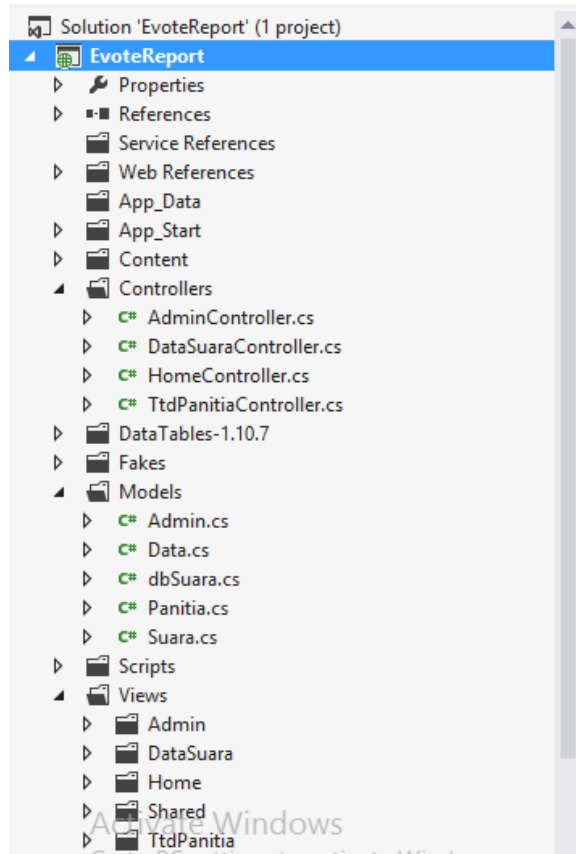 Solution 'EvoteReport' (1 project)
EvoteReport
Properties
References
Service References
Web References
App_Data
App_Start
Content
Controllers
C# AdminController.cs
C# DataSuaraController.cs
C# HomeController.cs
C# TtdPanitiaController.cs
DataTables-1.10.7
Fakes
Models
C# Admin.cs
C# Data.cs
C# dbSuara.cs
C# Panitia.cs
C# Suara.cs
Scripts
Views
Admin
DataSuara
Home
Shared
Activate Windows
TtdPanitia